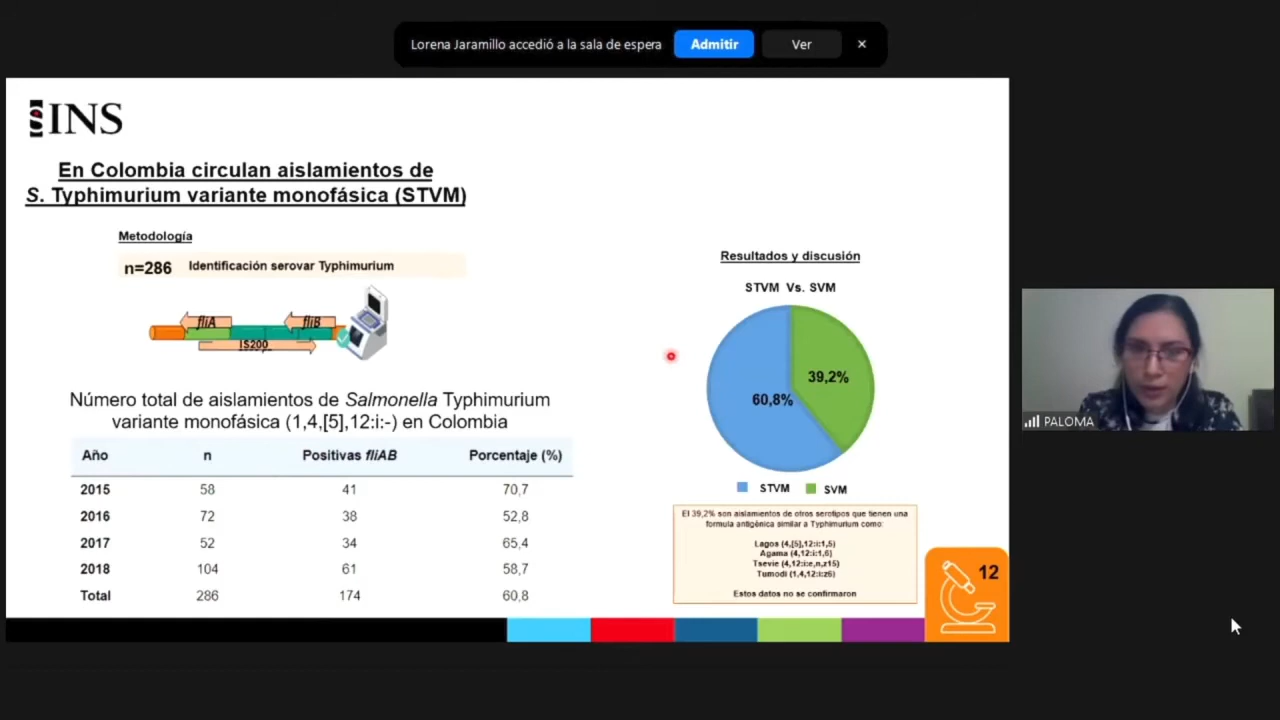 Lorena Jaramillo accedió a la sala de espera Admitir Ver
INS
En Colombia circulan aislamientos de
S. Typhimurium variante monofásica (STVM)
Metodología
n=286 Identificación serovar Typhimurium
fliA fliB
IS200
Número total de aislamientos de Salmonella Typhimurium
variante monofásica (1,4,[5],12:i:-) en Colombia
Año n Positivas fliAB Porcentaje (%)
2015 58 41 70,7
2016 72 38 52,8
2017 52 34 65,4
2018 104 61 58,7
Total 286 174 60,8
Resultados y discusión
STVM Vs. SVM
39,2%
60,8%
STVM SVM
El 39,2% son aislamientos de otros serotipos que tienen una
formula antigénica similar a Typhimurium como:
Lagos (4,[5],12:i:1,5)
Agama (4,12:i:1,6)
Tsevie (4,12:i:e,n,z15)
Tumodi (1,4,12:i:z6)
Estos datos no se confirmaron
12
PALOMA